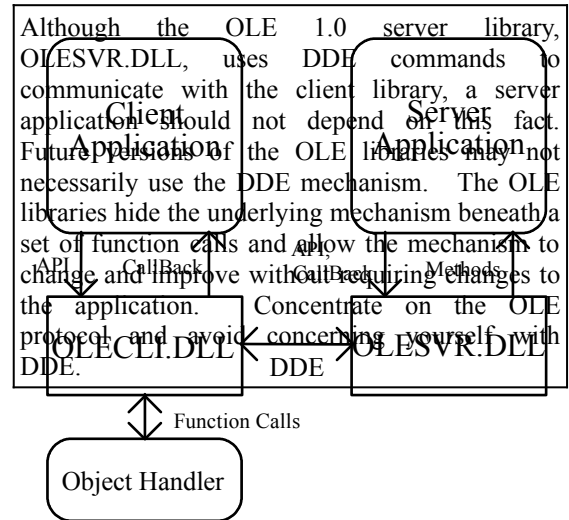 Although the OLE 1.0 server library,
OLESVR.DLL, uses DDE commands to
communicate with the client library, a server
application should not depend on this fact.
Future versions of the OLE libraries may not
necessarily use the DDE mechanism. The OLE
libraries hide the underlying mechanism beneath a
set of function calls and allow the mechanism to
change and improve without requiring changes to
the application. Concentrate on the OLE
protocol and avoid concerning yourself with
DDE.
Client
Application
Server
Application
API
CallBack
API,
CallBack
Methods
OLECLI.DLL
DDE
OLESVR.DLL
Function Calls
Object Handler